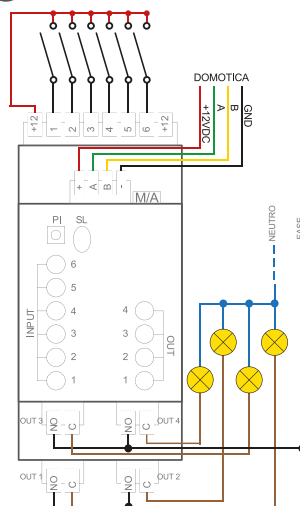 +12 1 2 3 4 5 6 +12
DOMOTICA
+12VDC A B GND
+ A B -
M/A
PI SL
NEUTRO
FASE
INPUT
6
5
4
3
2
1
OUT
4
3
2
1
OUT 3 NO C NO C OUT 4
OUT 1 NO C NO C OUT 2